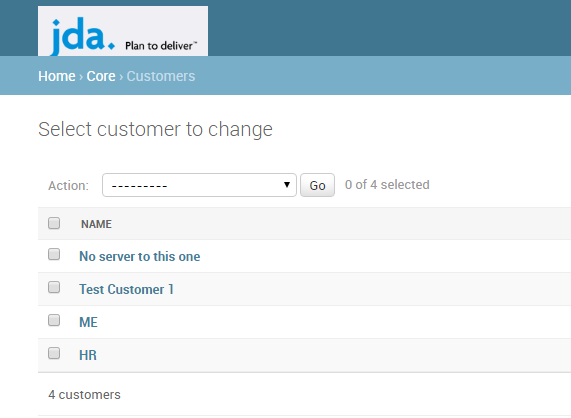 jda. Plan to deliver™
Home › Core › Customers
Select customer to change
Action: --------- Go 0 of 4 selected
NAME
No server to this one
Test Customer 1
ME
HR
4 customers